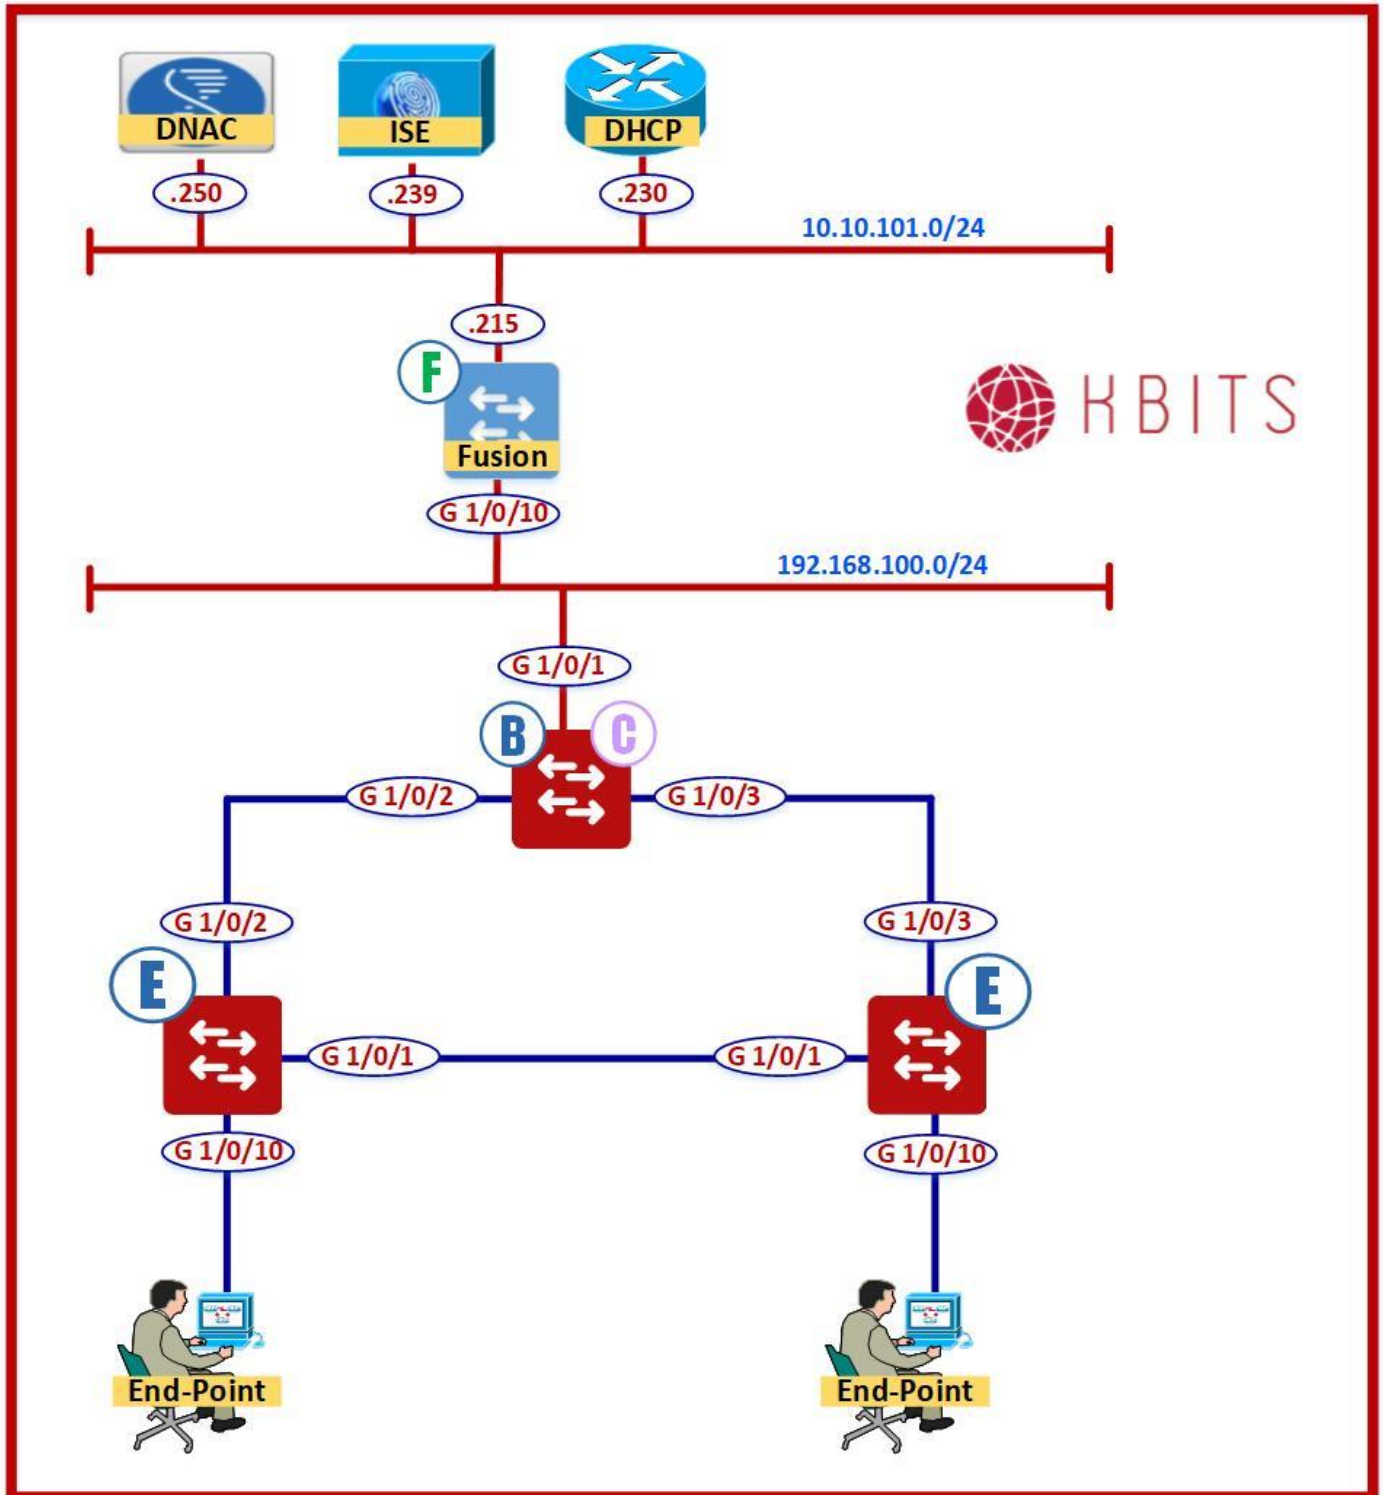 DNAC
ISE
DHCP
.250
.239
.230
10.10.101.0/24
.215
F
Fusion
KBITS
G 1/0/10
192.168.100.0/24
G 1/0/1
B
C
G 1/0/2
G 1/0/3
G 1/0/2
G 1/0/3
E
E
G 1/0/1
G 1/0/1
G 1/0/10
G 1/0/10
End-Point
End-Point